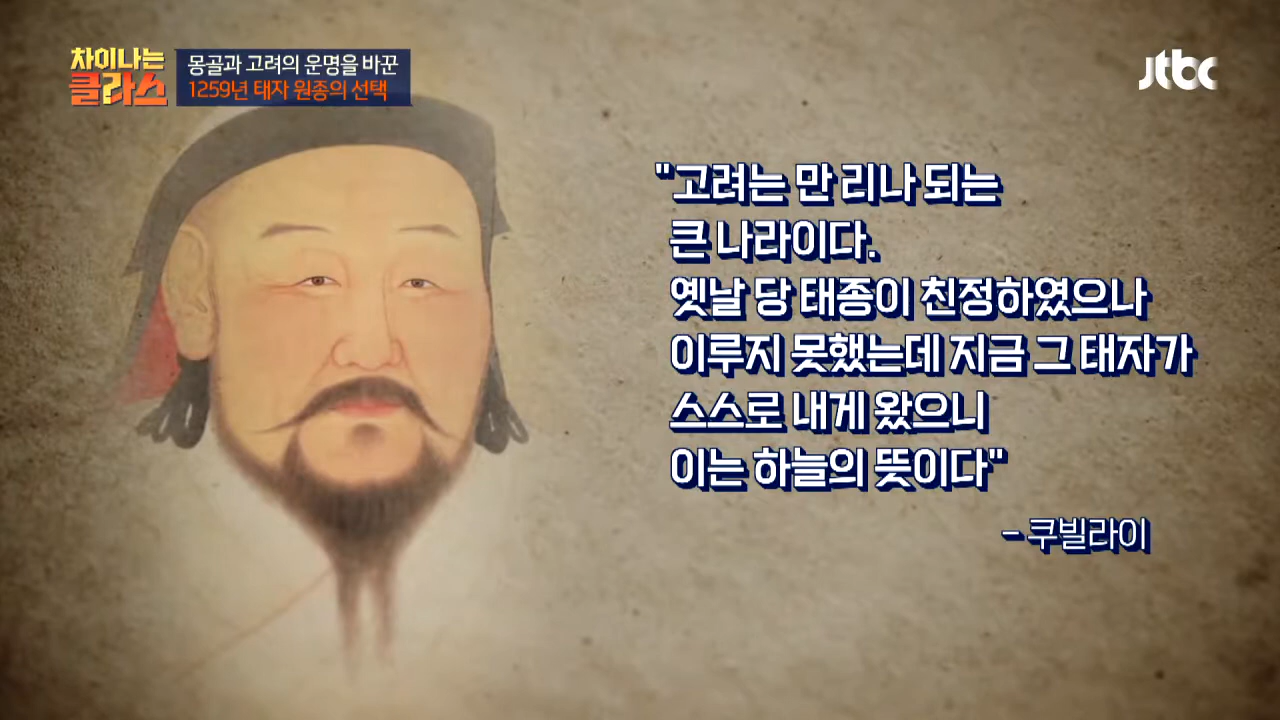 차이나는
클라스
몽골과 고려의 운명을 바꾼
1259년 태자 원종의 선택
jtbc
"고려는 만 리나 되는
큰 나라이다.
옛날 당 태종이 친정하였으나
이루지 못했는데 지금 그 태자가
스스로 내게 왔으니
이는 하늘의 뜻이다"
- 쿠빌라이